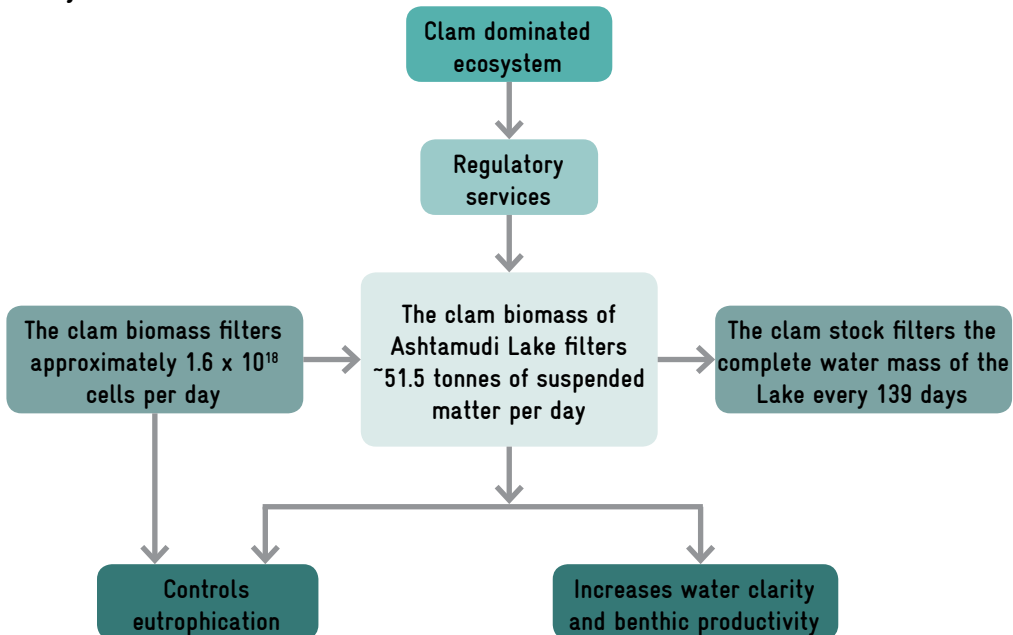 Clam dominated
ecosystem
Regulatory
services
The clam biomass filters
approximately 1.6 x 10¹⁸
cells per day
The clam biomass of
Ashtamudi Lake filters
~51.5 tonnes of suspended
matter per day
The clam stock filters the
complete water mass of the
Lake every 139 days
Controls
eutrophication
Increases water clarity
and benthic productivity